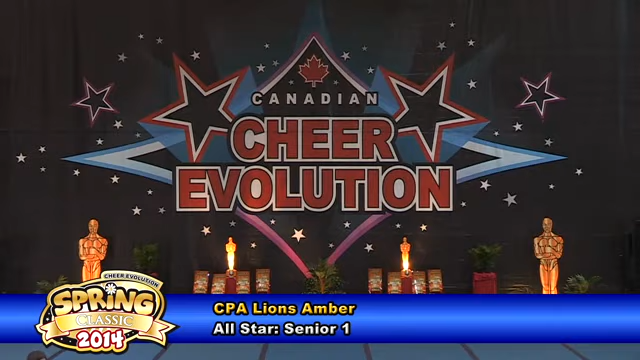 CANADIAN
CHEER
EVOLUTION
CHEER EVOLUTION
SPRING
CLASSIC
2014
CPA Lions Amber
All Star: Senior 1